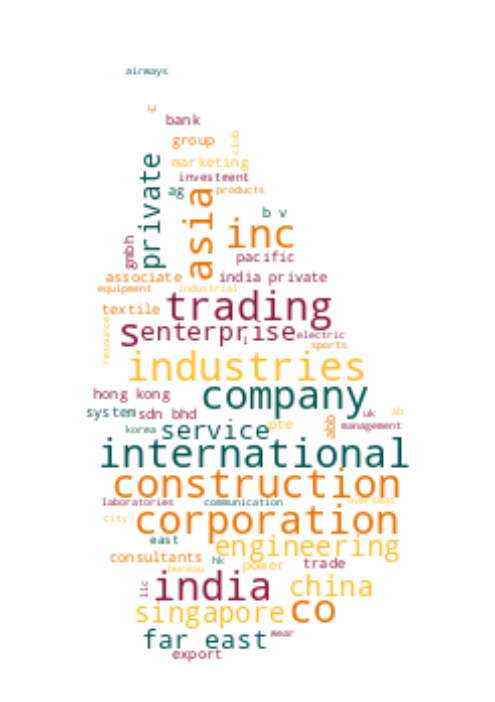 airways
c
bank
group
club
marketing
investment
private
ag
products
asia
b v
inc
gmbh
pacific
associate
india private
equipment
industrial
textile
trading
resource
s
enterprise
l
electric
sports
industries
hong kong
company
system
sdn bhd
uk
ab
korea
service
pte
abb
management
international
construction
laboratories
communication
overseas
city
corporation
east
engineering
consultants
hk
bureau
power
trade
llc
india
china
singapore
co
far east
wear
export